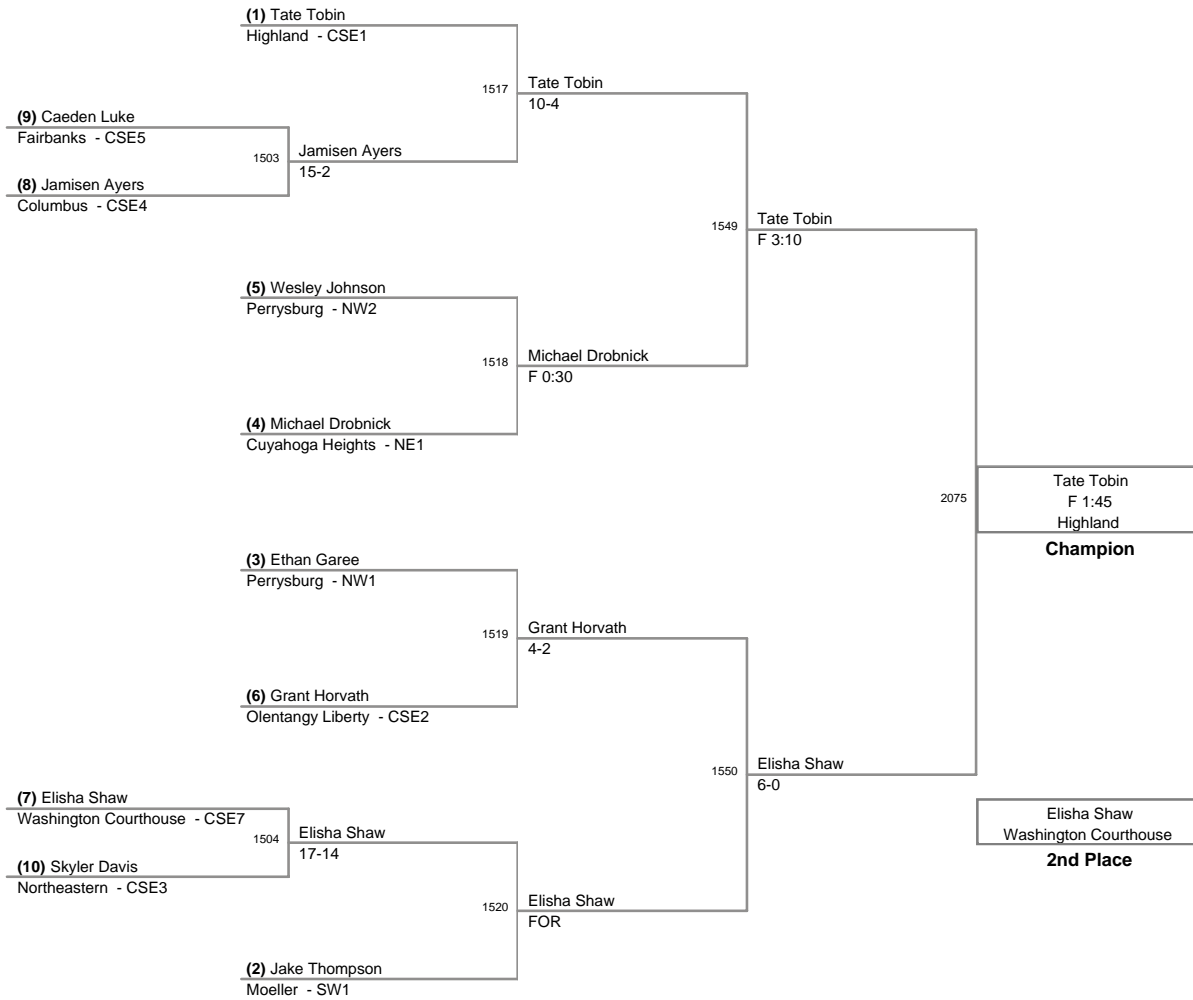 (1) Tate Tobin
Highland - CSE1
1517
Tate Tobin
10-4
(9) Caeden Luke
Fairbanks - CSE5
1503
Jamisen Ayers
15-2
(8) Jamisen Ayers
Columbus - CSE4
1549
Tate Tobin
F 3:10
(5) Wesley Johnson
Perrysburg - NW2
1518
Michael Drobnick
F 0:30
(4) Michael Drobnick
Cuyahoga Heights - NE1
2075
Tate Tobin
F 1:45
Highland
Champion
(3) Ethan Garee
Perrysburg - NW1
1519
Grant Horvath
4-2
(6) Grant Horvath
Olentangy Liberty - CSE2
1550
Elisha Shaw
6-0
(7) Elisha Shaw
Washington Courthouse - CSE7
1504
Elisha Shaw
17-14
(10) Skyler Davis
Northeastern - CSE3
Elisha Shaw
Washington Courthouse
2nd Place
1520
Elisha Shaw
FOR
(2) Jake Thompson
Moeller - SW1